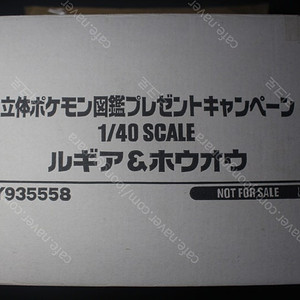 立体ポケモン図鑑プレゼントキャンペーン
1/40 SCALE
ルギア&ホウオウ
Y935558
NOT FOR SALE